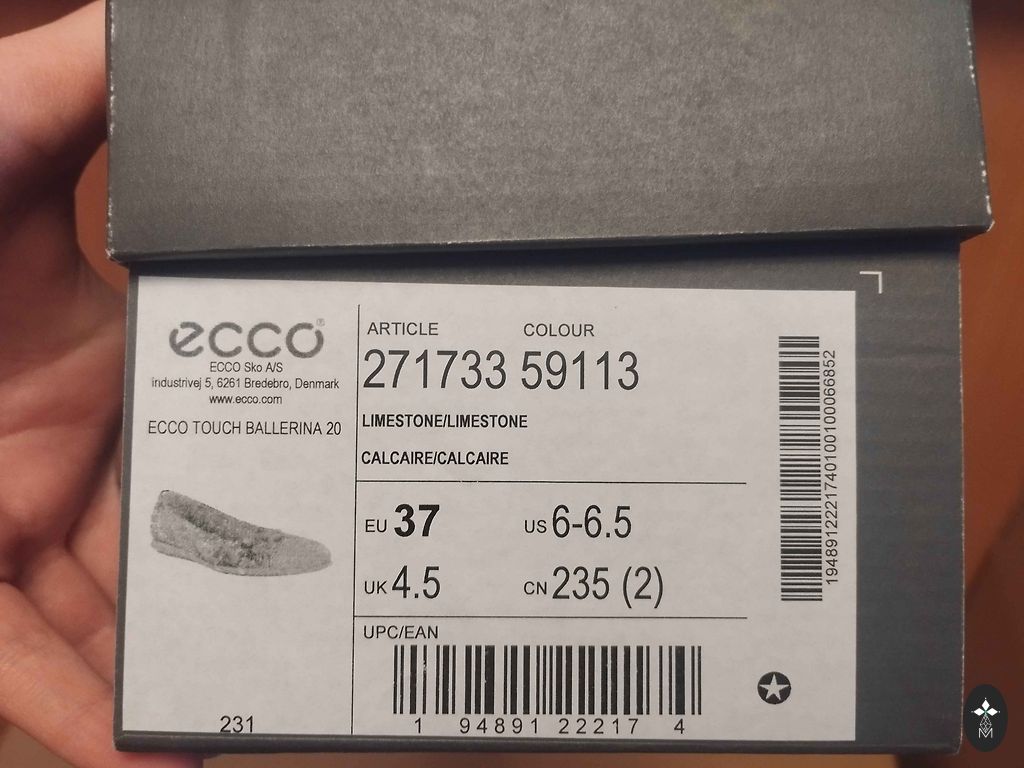 ecco®
ECCO Sko A/S
Industrivej 5, 6261 Bredebro, Denmark
www.ecco.com
ECCO TOUCH BALLERINA 20
231
ARTICLE COLOUR
271733 59113
LIMESTONE/LIMESTONE
CALCAIRE/CALCAIRE
EU 37 US 6-6.5
UK 4.5 CN 235 (2)
UPC/EAN
1 94891 22217 4
1948912221740100100066852
M